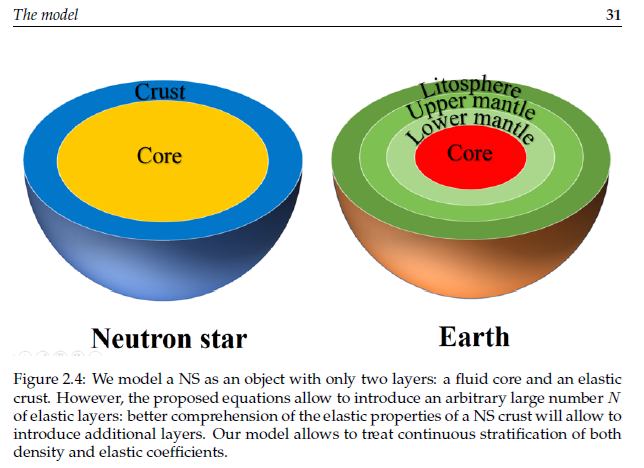 The model 31
Crust
Core
Litosphere
Upper mantle
Lower mantle
Core
Neutron star
Earth
Figure 2.4: We model a NS as an object with only two layers: a fluid core and an elastic
crust. However, the proposed equations allow to introduce an arbitrary large number N
of elastic layers: better comprehension of the elastic properties of a NS crust will allow to
introduce additional layers. Our model allows to treat continuous stratification of both
density and elastic coefficients.